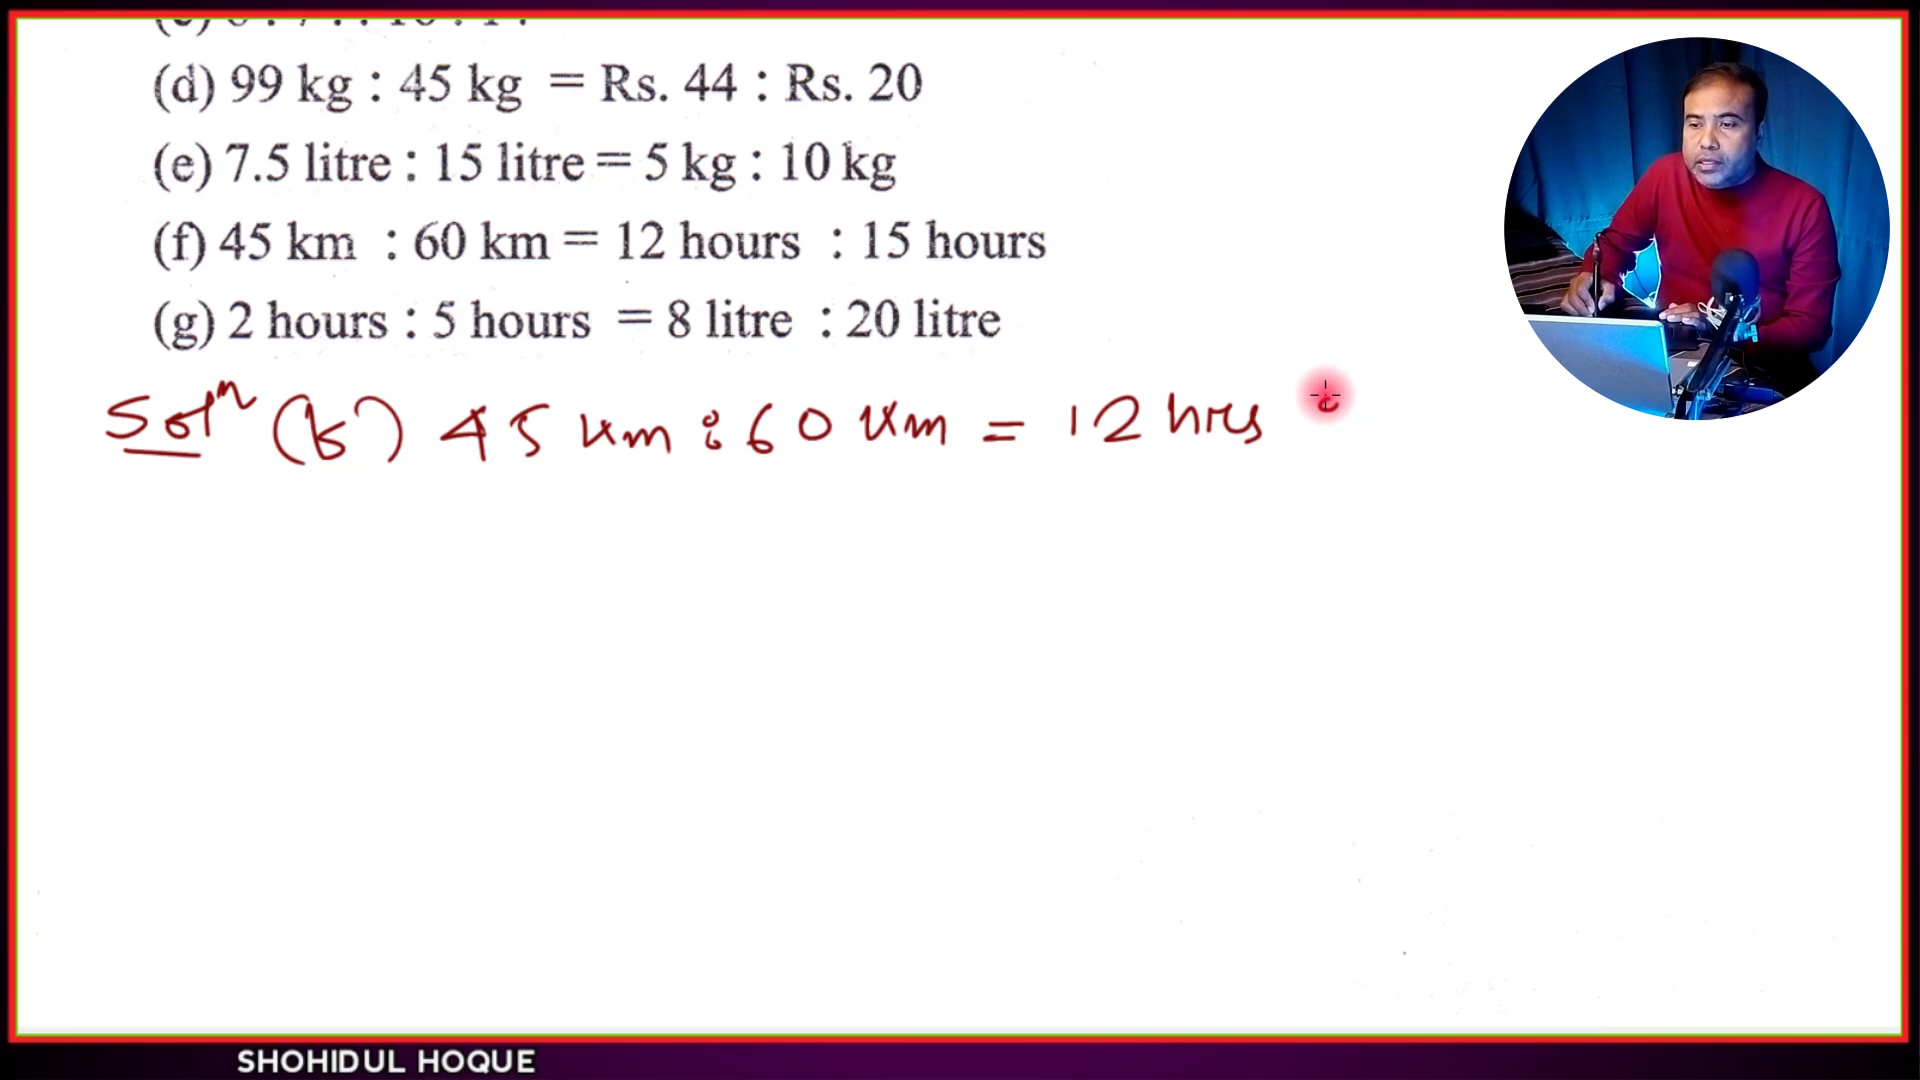 (d) 99 kg : 45 kg = Rs. 44 : Rs. 20
(e) 7.5 litre : 15 litre = 5 kg : 10 kg
(f) 45 km : 60 km = 12 hours : 15 hours
(g) 2 hours : 5 hours = 8 litre : 20 litre
Solⁿ (f) 45 km : 60 km = 12 hrs :
SHOHIDUL HOQUE